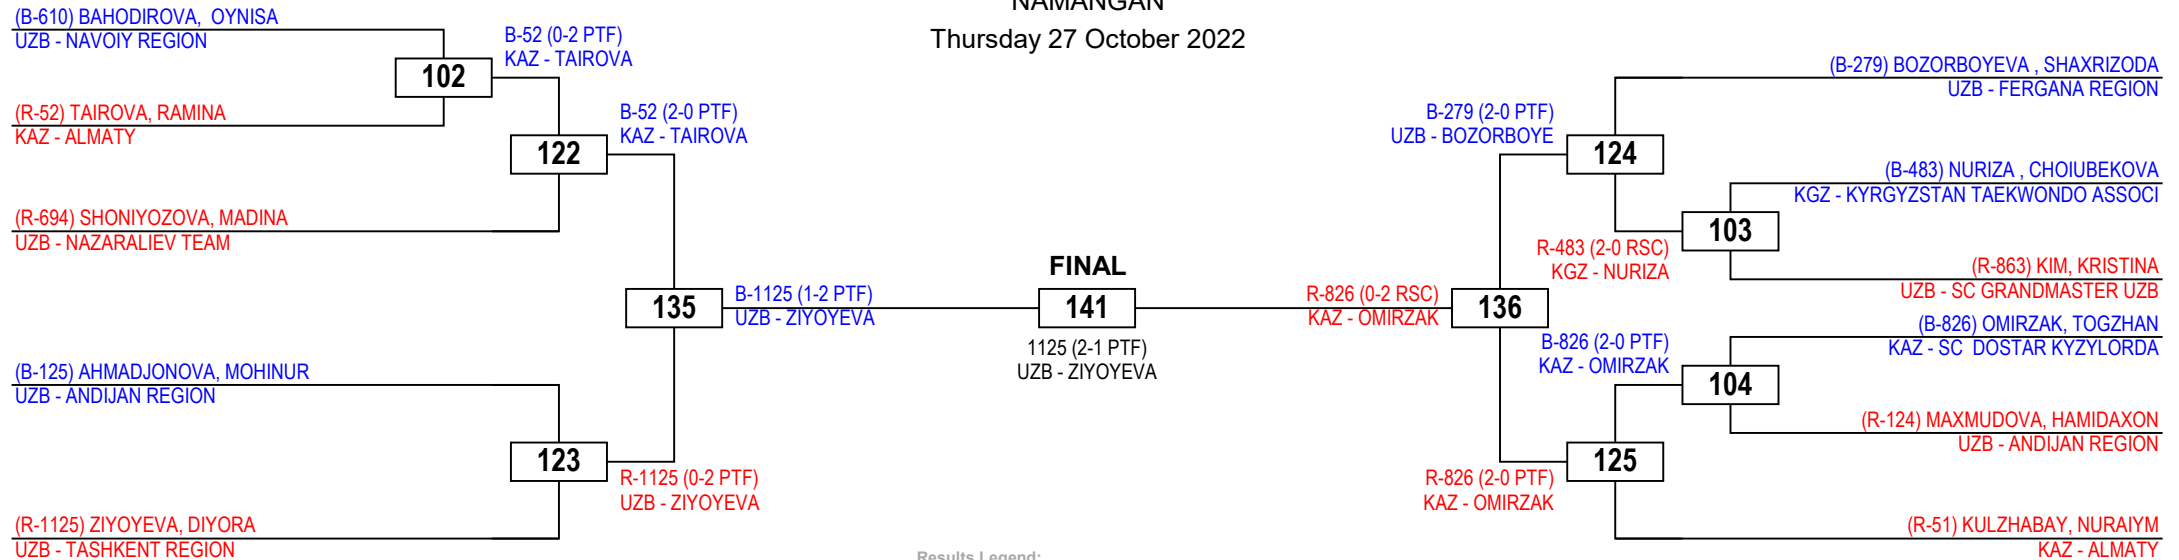 NAMANGAN
Thursday 27 October 2022
(B-610) BAHODIROVA, OYNISA
UZB - NAVOIY REGION
102
(R-52) TAIROVA, RAMINA
KAZ - ALMATY
B-52 (0-2 PTF)
KAZ - TAIROVA
122
(R-694) SHONIYOZOVA, MADINA
UZB - NAZARALIEV TEAM
B-52 (2-0 PTF)
KAZ - TAIROVA
135
(B-125) AHMADJONOVA, MOHINUR
UZB - ANDIJAN REGION
123
(R-1125) ZIYOYEVA, DIYORA
UZB - TASHKENT REGION
R-1125 (0-2 PTF)
UZB - ZIYOYEVA
B-1125 (1-2 PTF)
UZB - ZIYOYEVA
FINAL
141
1125 (2-1 PTF)
UZB - ZIYOYEVA
R-826 (0-2 RSC)
KAZ - OMIRZAK
136
B-279 (2-0 PTF)
UZB - BOZORBOYE
124
(B-279) BOZORBOYEVA , SHAXRIZODA
UZB - FERGANA REGION
(B-483) NURIZA , CHOIUBEKOVA
KGZ - KYRGYZSTAN TAEKWONDO ASSOCI
103
R-483 (2-0 RSC)
KGZ - NURIZA
(R-863) KIM, KRISTINA
UZB - SC GRANDMASTER UZB
(B-826) OMIRZAK, TOGZHAN
KAZ - SC DOSTAR KYZYLORDA
B-826 (2-0 PTF)
KAZ - OMIRZAK
104
(R-124) MAXMUDOVA, HAMIDAXON
UZB - ANDIJAN REGION
125
R-826 (2-0 PTF)
KAZ - OMIRZAK
(R-51) KULZHABAY, NURAIYM
KAZ - ALMATY
Results Legend: